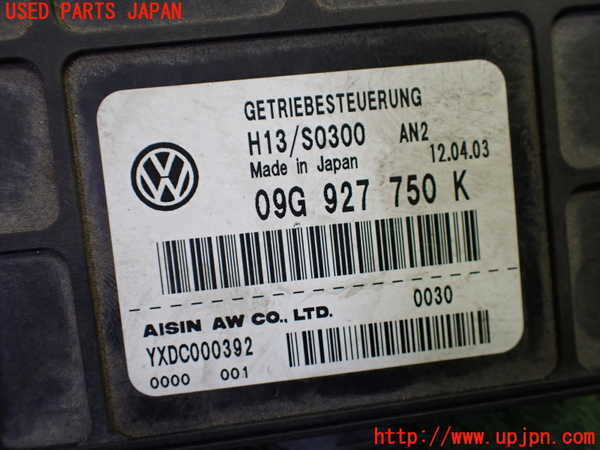 USED PARTS JAPAN
GETRIEBESTEUERUNG
H13/S0300 AN2
Made in Japan 12.04.03
09G 927 750 K
0030
AISIN AW CO., LTD.
YXDC000392
0000 001
http://www.upjpn.com/